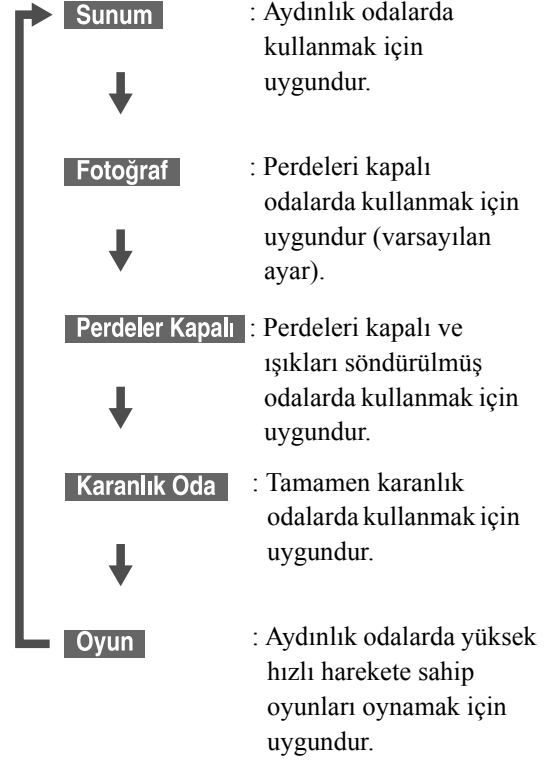 Sunum : Aydınlık odalarda
kullanmak için
uygundur.
Fotoğraf : Perdeleri kapalı
odalarda kullanmak için
uygundur (varsayılan
ayar).
Perdeler Kapalı : Perdeleri kapalı ve
ışıkları söndürülmüş
odalarda kullanmak için
uygundur.
Karanlık Oda : Tamamen karanlık
odalarda kullanmak için
uygundur.
Oyun : Aydınlık odalarda yüksek
hızlı harekete sahip
oyunları oynamak için
uygundur.